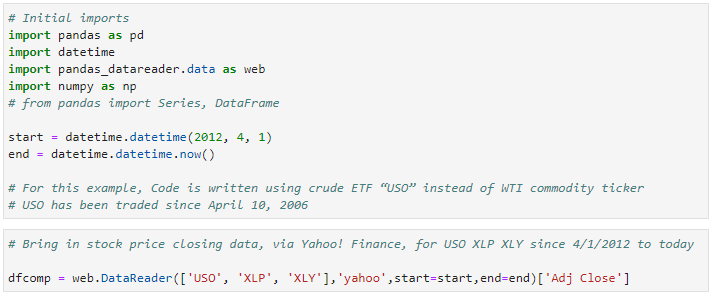 # Initial imports
import pandas as pd
import datetime
import pandas_datareader.data as web
import numpy as np
# from pandas import Series, DataFrame
start = datetime.datetime(2012, 4, 1)
end = datetime.datetime.now()
# For this example, Code is written using crude ETF “USO” instead of WTI commodity ticker
# USO has been traded since April 10, 2006
# Bring in stock price closing data, via Yahoo! Finance, for USO XLP XLY since 4/1/2012 to today
dfcomp = web.DataReader(['USO', 'XLP', 'XLY'],'yahoo',start=start,end=end)['Adj Close']